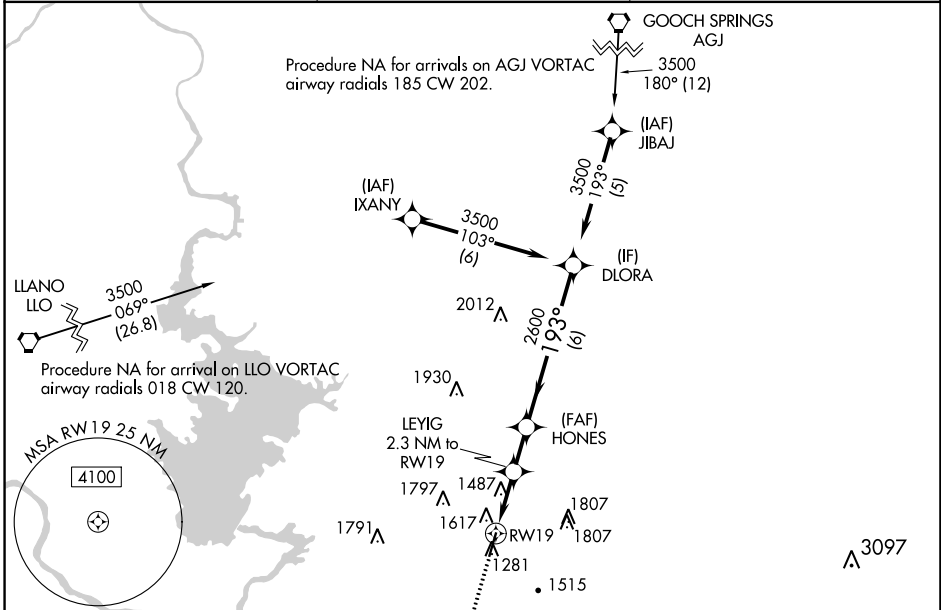 GOOCH SPRINGS
AGJ
Procedure NA for arrivals on AGJ VORTAC
airway radials 185 CW 202.
3500
180° (12)
(IAF)
JIBAJ
3500
193°
(5)
(IAF)
IXANY
3500
103°
(6)
(IF)
DLORA
LLANO
LLO
3500
069°
(26.8)
2012
2600
193°
(6)
Procedure NA for arrival on LLO VORTAC
airway radials 018 CW 120.
1930
(FAF)
HONES
LEYIG
2.3 NM to
RW19
MSA RW19 25 NM
4100
1797
1487
1617
1807
1807
RW19
1791
1281
1515
3097